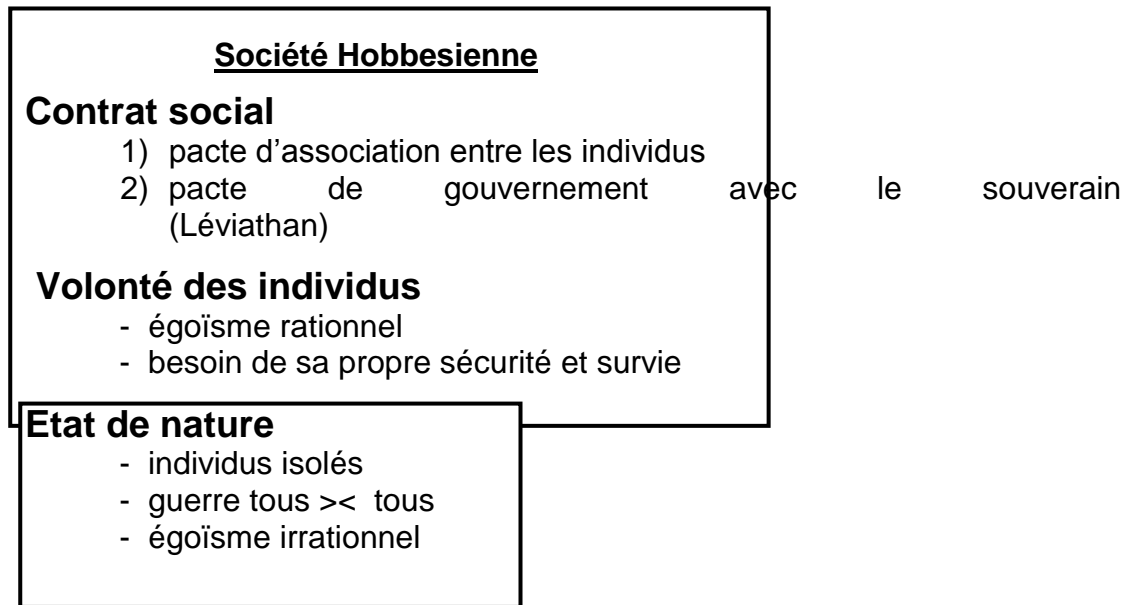 Société Hobbesienne
Contrat social
1) pacte d’association entre les individus
2) pacte de gouvernement avec le souverain
(Léviathan)
Volonté des individus
- égoïsme rationnel
- besoin de sa propre sécurité et survie
Etat de nature
- individus isolés
- guerre tous >< tous
- égoïsme irrationnel